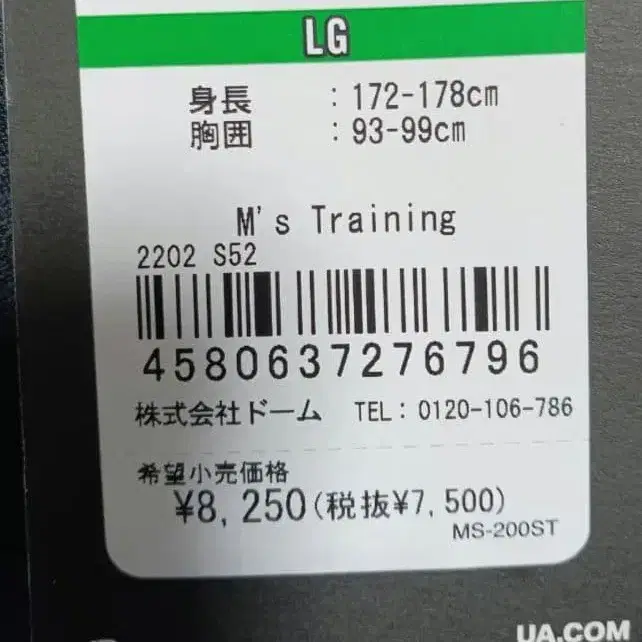 LG
身長 : 172-178cm
胸囲 : 93-99cm
M's Training
2202 S52
4580637276796
株式会社ドーム TEL: 0120-106-786
希望小売価格
¥8,250(税抜¥7,500)
MS-200ST
UA.COM